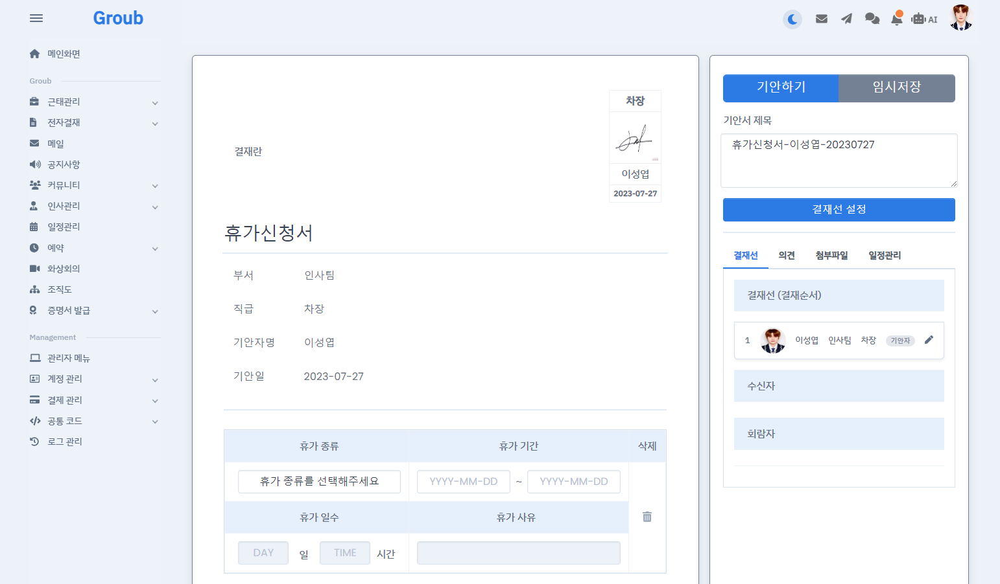 Groub
AI
메인화면
Groub
근태관리
전자결재
메일
공지사항
커뮤니티
인사관리
일정관리
예약
화상회의
조직도
증명서 발급
Management
관리자 메뉴
계정 관리
결제 관리
공통 코드
로그 관리
결재란
차장
이성엽
2023-07-27
휴가신청서
부서 인사팀
직급 차장
기안자명 이성엽
기안일 2023-07-27
휴가 종류 휴가 기간 삭제
휴가 종류를 선택해주세요 YYYY-MM-DD ~ YYYY-MM-DD
휴가 일수 휴가 사유
DAY 일 TIME 시간
기안하기 임시저장
기안서 제목
휴가신청서-이성엽-20230727
결재선 설정
결재선 의견 첨부파일 일정관리
결재선 (결재순서)
1 이성엽 인사팀 차장 기안자
수신자
회람자